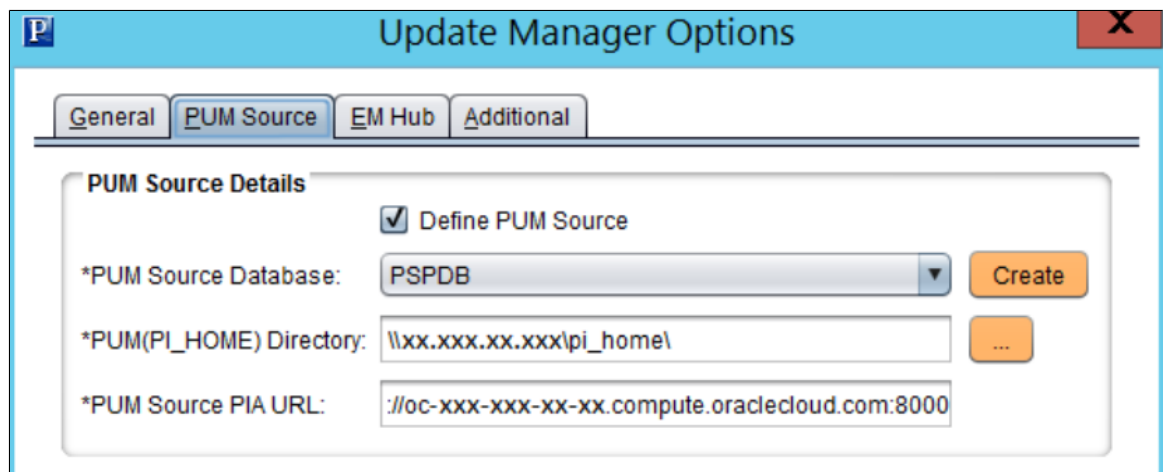 P
Update Manager Options
X
General PUM Source EM Hub Additional
PUM Source Details
Define PUM Source
*PUM Source Database: PSPDB Create
*PUM(PI_HOME) Directory: \\xx.xxx.xx.xxx\pi_home\ ...
*PUM Source PIA URL: ://oc-xxx-xxx-xx-xx.compute.oraclecloud.com:8000